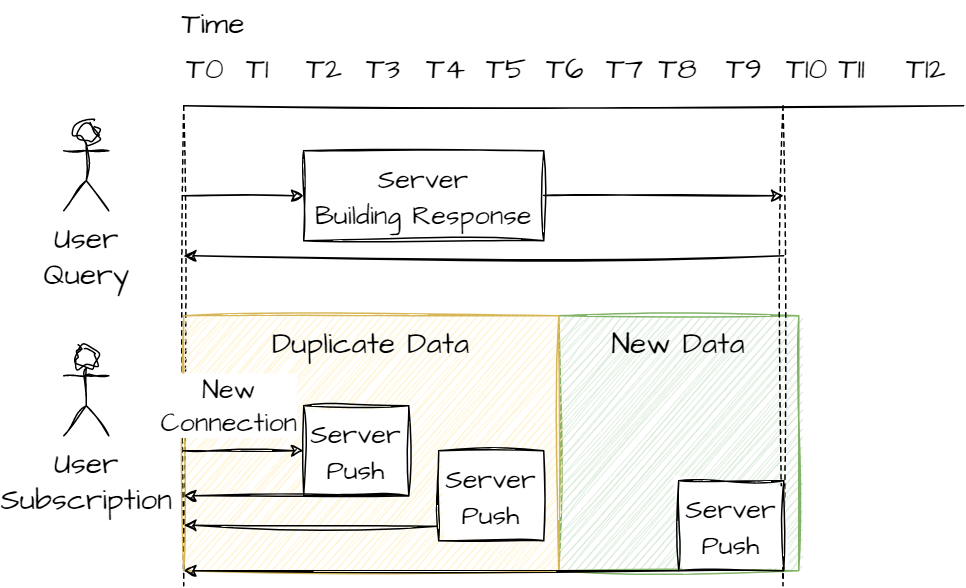 Time
T0 T1 T2 T3 T4 T5 T6 T7 T8 T9 T10 T11 T12
Server
Building Response
User
Query
Duplicate Data
New Data
New
Connection
Server
Push
User
Subscription
Server
Push
Server
Push